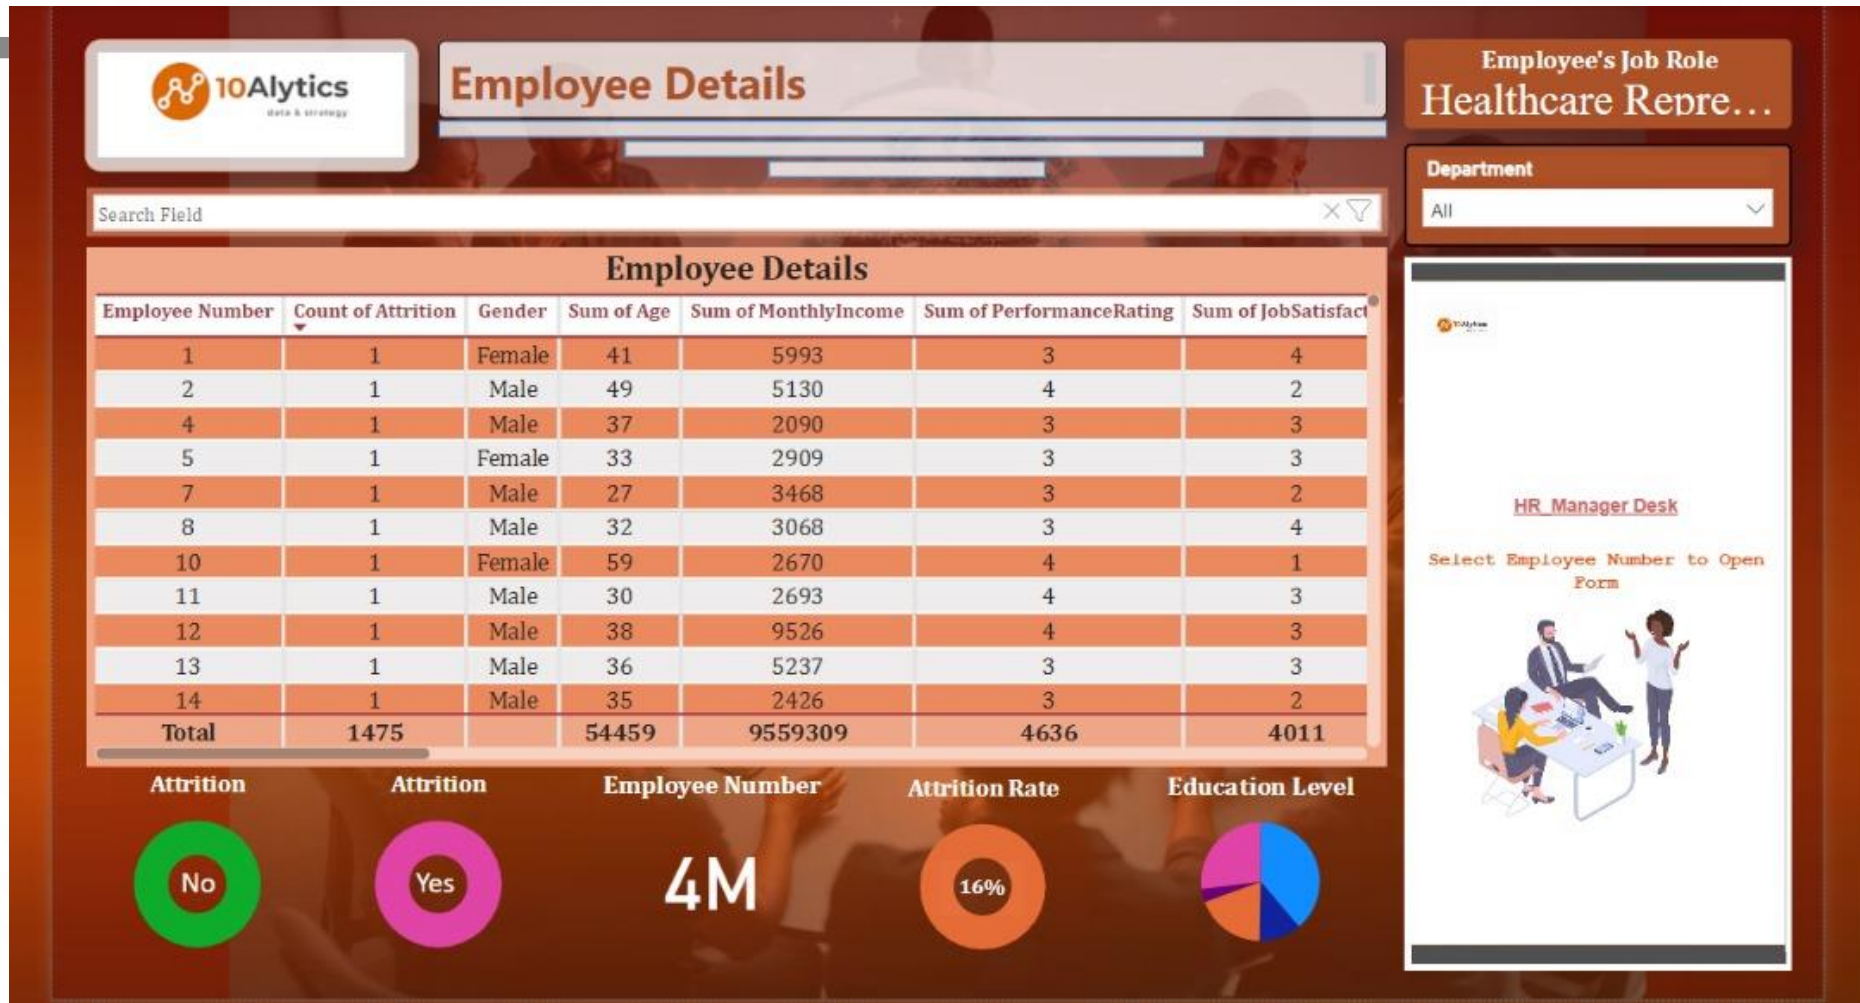 10Alytics
data & strategy
Employee Details
Employee's Job Role
Healthcare Repre...
Department
All
Search Field
Employee Details
Employee Number Count of Attrition Gender Sum of Age Sum of MonthlyIncome Sum of PerformanceRating Sum of JobSatisfact
1 1 Female 41 5993 3 4
2 1 Male 49 5130 4 2
4 1 Male 37 2090 3 3
5 1 Female 33 2909 3 3
7 1 Male 27 3468 3 2
8 1 Male 32 3068 3 4
10 1 Female 59 2670 4 1
11 1 Male 30 2693 4 3
12 1 Male 38 9526 4 3
13 1 Male 36 5237 3 3
14 1 Male 35 2426 3 2
Total 1475 54459 9559309 4636 4011
10Alytics
HR_Manager Desk
Select Employee Number to Open
Form
Attrition Attrition Employee Number Attrition Rate Education Level
No Yes 4M 16%